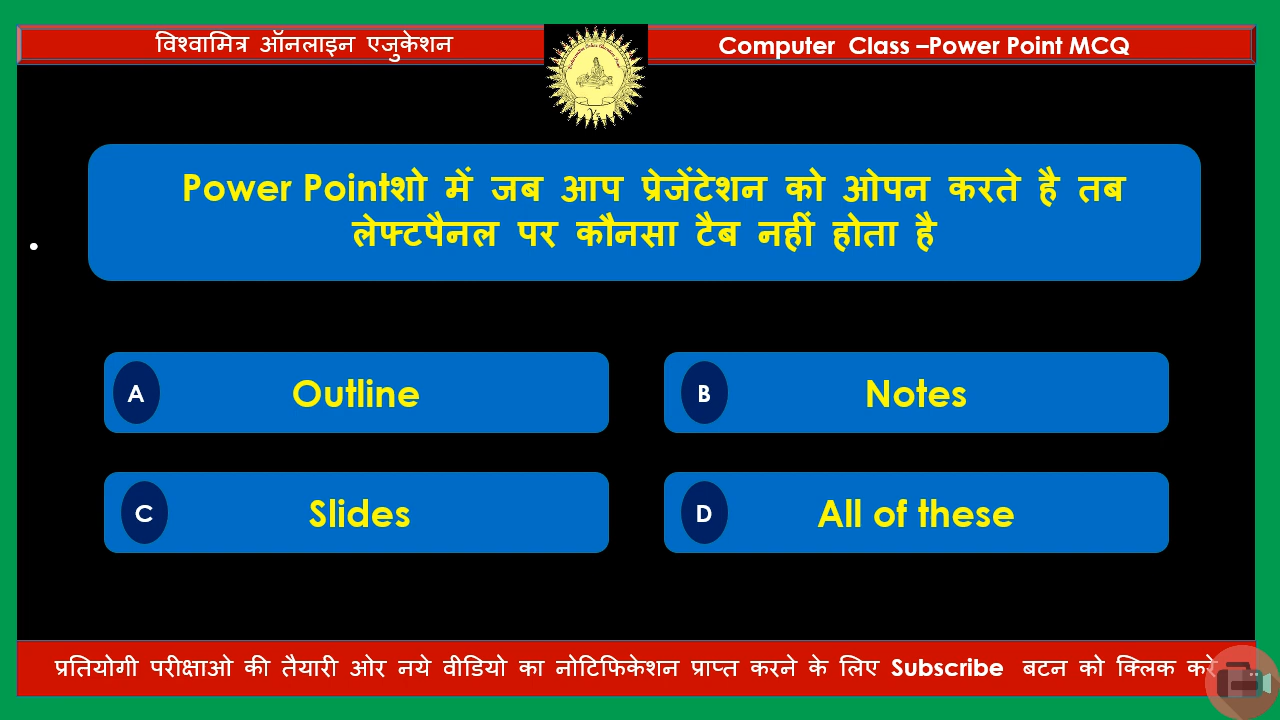 विश्वामित्र ऑनलाइन एजुकेशन
Computer Class –Power Point MCQ
Power Pointशो में जब आप प्रेजेंटेशन को ओपन करते है तब
लेफ्टपैनल पर कौनसा टैब नहीं होता है
A Outline
B Notes
C Slides
D All of these
प्रतियोगी परीक्षाओ की तैयारी ओर नये वीडियो का नोटिफिकेशन प्राप्त करने के लिए Subscribe बटन को क्लिक करे